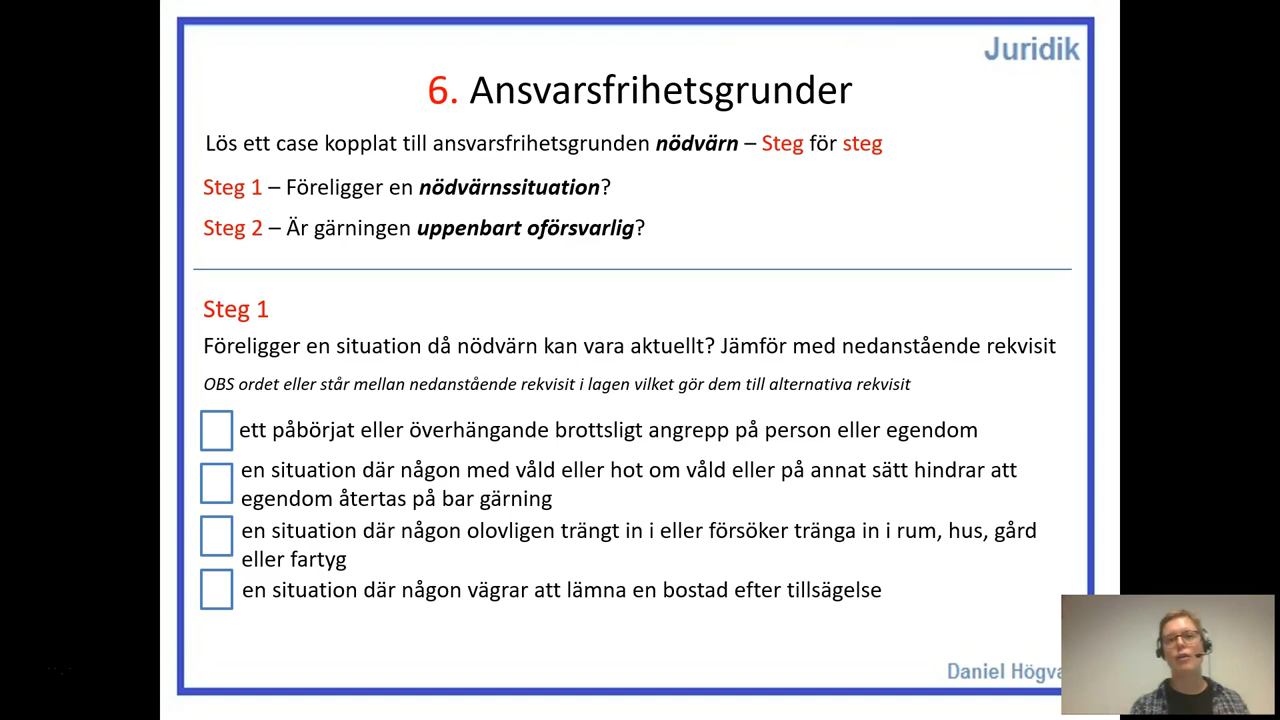 Juridik
6. Ansvarsfrihetsgrunder
Lös ett case kopplat till ansvarsfrihetsgrunden nödvärn – Steg för steg
Steg 1 – Föreligger en nödvärnssituation?
Steg 2 – Är gärningen uppenbart oförsvarlig?
Steg 1
Föreligger en situation då nödvärn kan vara aktuellt? Jämför med nedanstående rekvisit
OBS ordet eller står mellan nedanstående rekvisit i lagen vilket gör dem till alternativa rekvisit
ett påbörjat eller överhängande brottsligt angrepp på person eller egendom
en situation där någon med våld eller hot om våld eller på annat sätt hindrar att
egendom återtas på bar gärning
en situation där någon olovligen trängt in i eller försöker tränga in i rum, hus, gård
eller fartyg
en situation där någon vägrar att lämna en bostad efter tillsägelse
Daniel